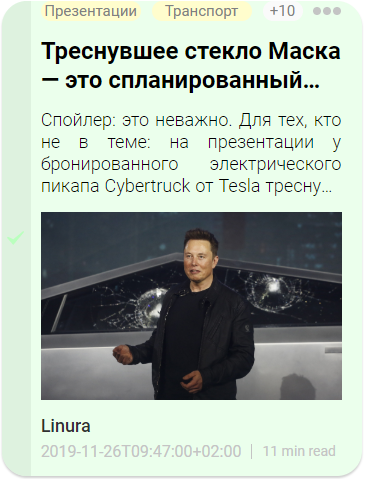 Презентации Транспорт +10
Треснувшее стекло Маска
— это спланированный...
Спойлер: это неважно. Для тех, кто
не в теме: на презентации у
бронированного электрического
пикапа Cybertruck от Tesla тресну...
Linura
2019-11-26T09:47:00+02:00 | 11 min read